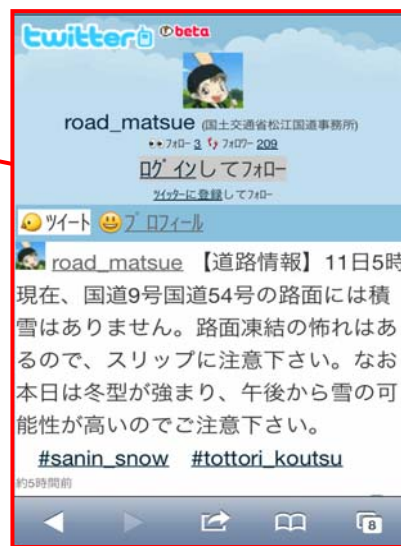 twitter beta
road_matsue (国土交通省松江国道事務所)
フォロー 3 フォロワー 209
ログインしてフォロー
ツイッターに登録してフォロー
ツイート プロフィール
road_matsue 【道路情報】11日5時
現在、国道9号国道54号の路面には積
雪はありません。路面凍結の怖れはあ
るので、スリップに注意下さい。なお
本日は冬型が強まり、午後から雪の可
能性が高いのでご注意下さい。
#sanin_snow #tottori_koutsu
約5時間前
8